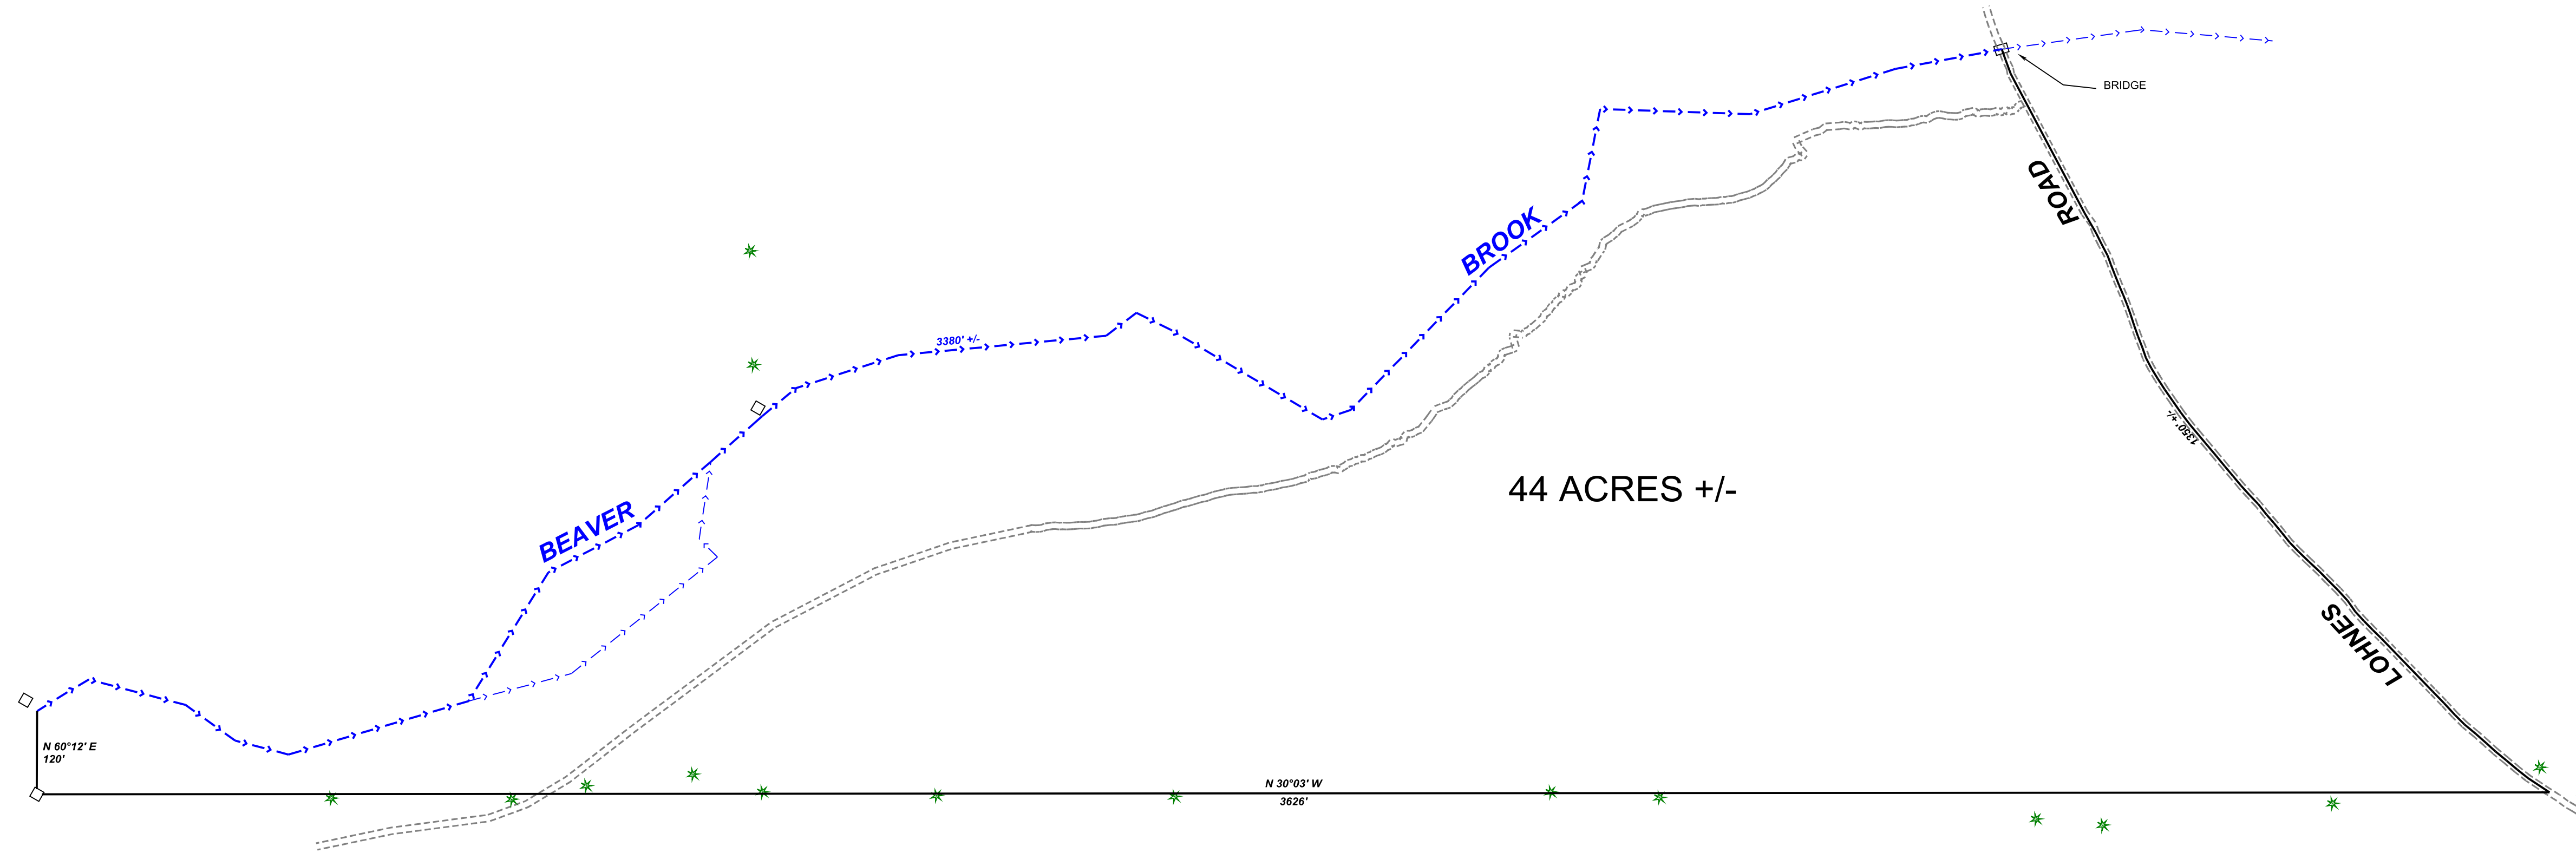 BRIDGE
ROAD
BROOK
3380' +/-
1350' +/-
44 ACRES +/-
BEAVER
LOHNES
N 60°12' E
120'
N 30°03' W
3626'